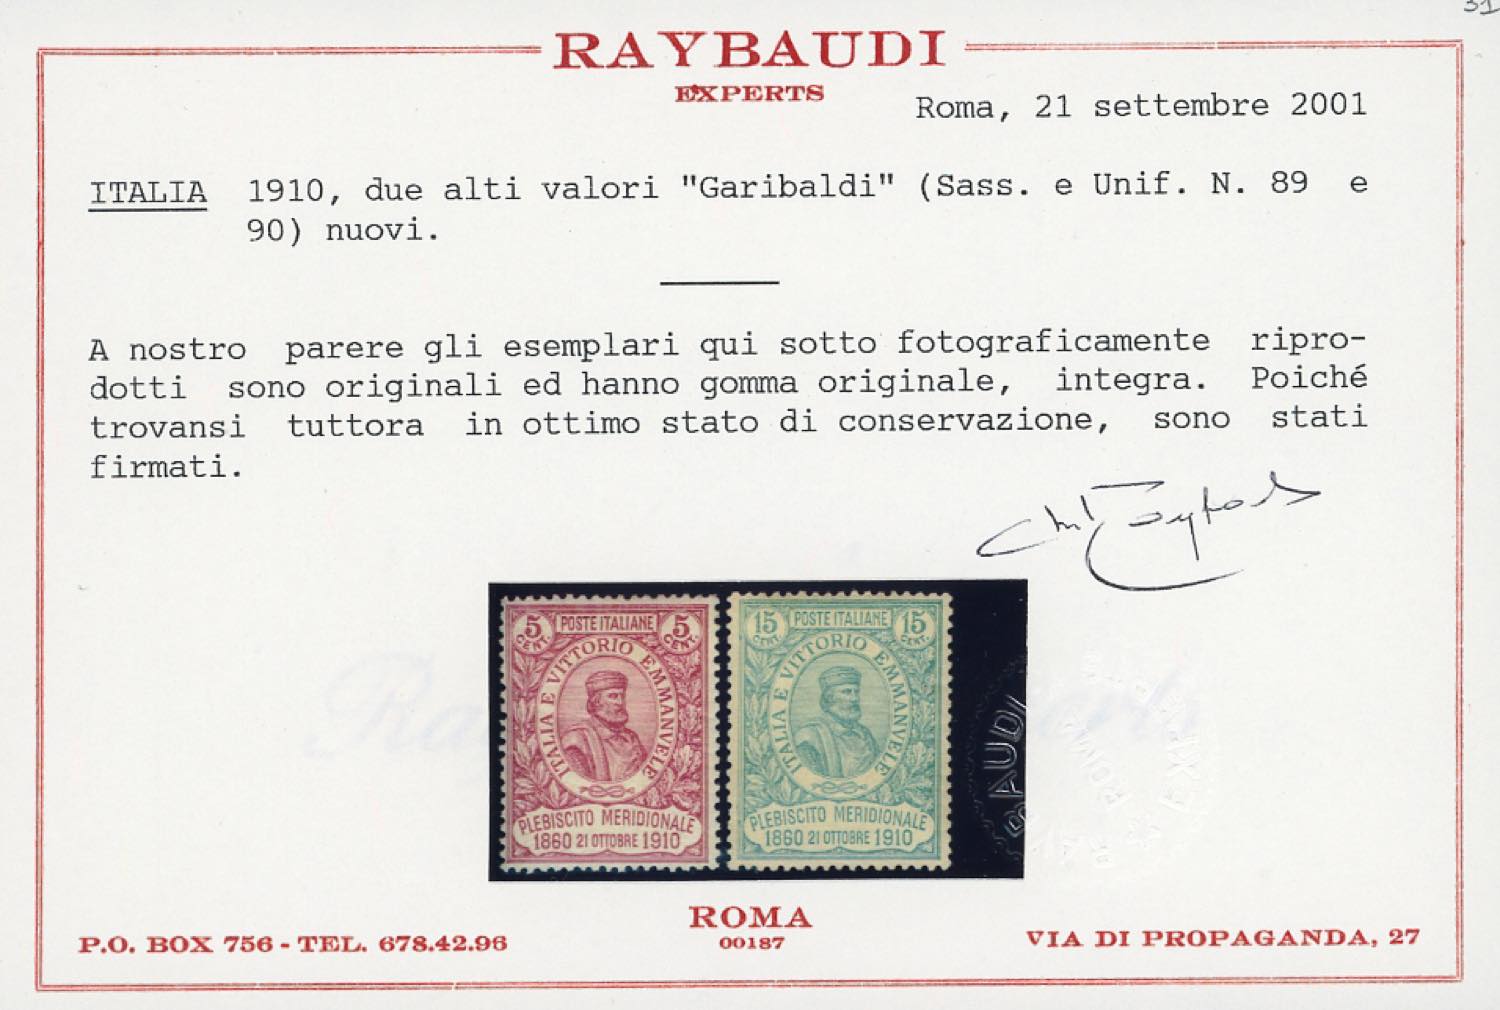 31
RAYBAUDI
EXPERTS
Roma, 21 settembre 2001
ITALIA 1910, due alti valori "Garibaldi" (Sass. e Unif. N. 89 e
90) nuovi.
A nostro parere gli esemplari qui sotto fotograficamente ripro-
dotti sono originali ed hanno gomma originale, integra. Poiché
trovansi tuttora in ottimo stato di conservazione, sono stati
firmati.
5 CENT. POSTE ITALIANE 5 CENT.
ITALIA E VITTORIO EMMANUELE
PLEBISCITO MERIDIONALE
1860 21 OTTOBRE 1910
15 CENT. POSTE ITALIANE 15 CENT.
ITALIA E VITTORIO EMMANUELE
PLEBISCITO MERIDIONALE
1860 21 OTTOBRE 1910
ROMA
00187
P.O. BOX 756 - TEL. 678.42.96
VIA DI PROPAGANDA, 27